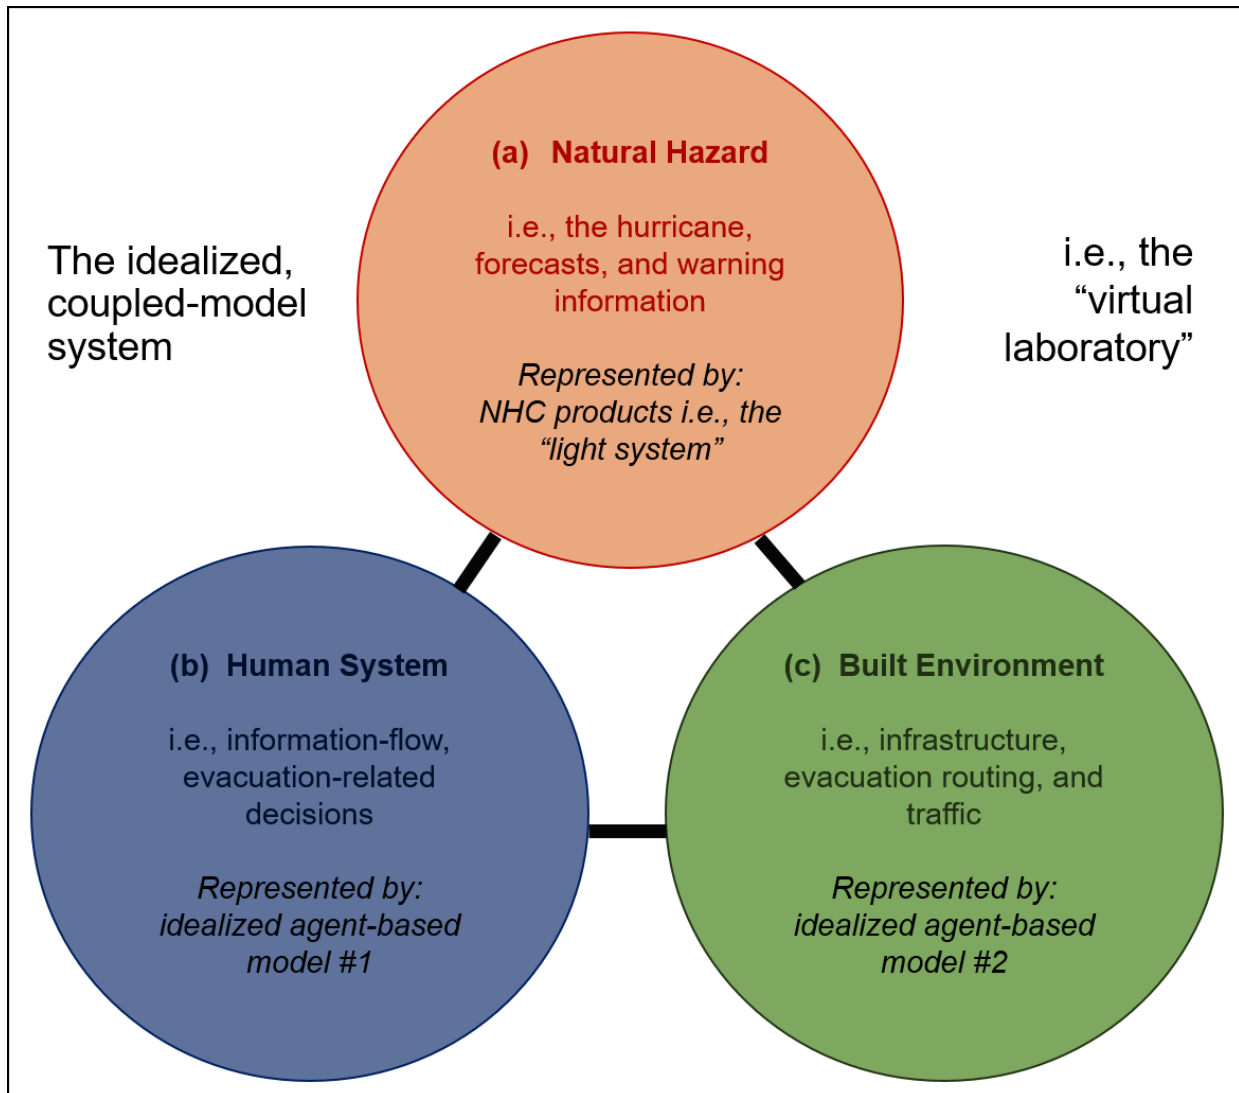 (a) Natural Hazard
i.e., the hurricane,
forecasts, and warning
information
Represented by:
NHC products i.e., the
“light system”
The idealized,
coupled-model
system
i.e., the
“virtual
laboratory”
(b) Human System
i.e., information-flow,
evacuation-related
decisions
Represented by:
idealized agent-based
model #1
(c) Built Environment
i.e., infrastructure,
evacuation routing, and
traffic
Represented by:
idealized agent-based
model #2